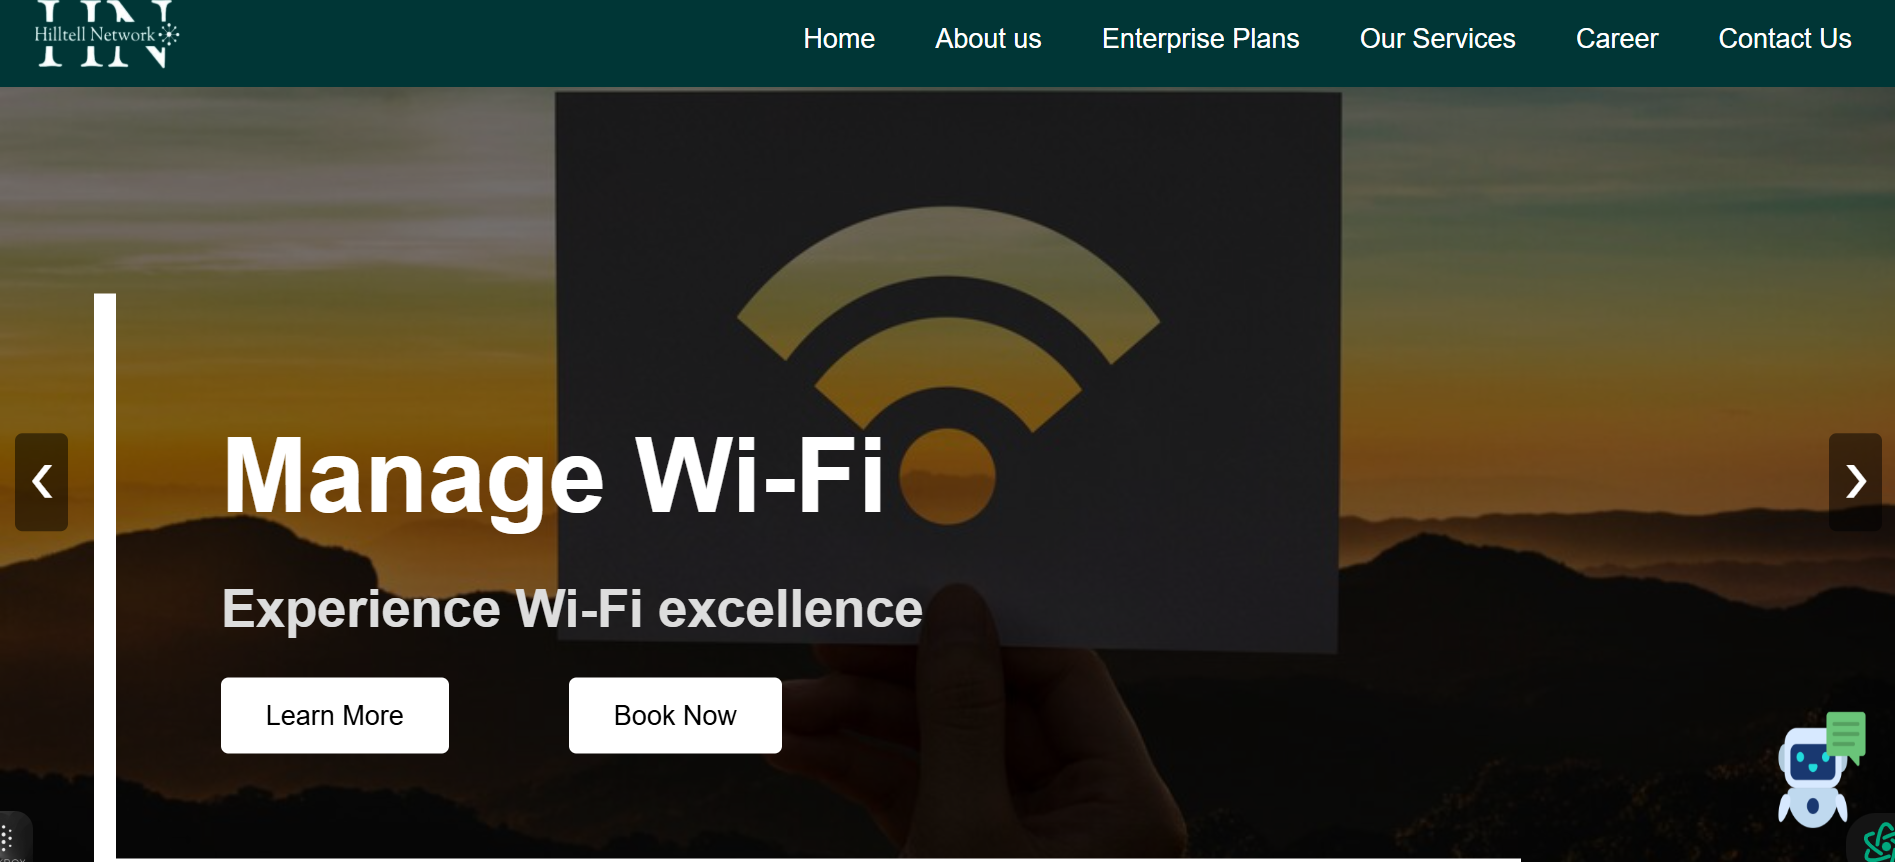 HN
Hilltell Network
Home About us Enterprise Plans Our Services Career Contact Us
Manage Wi-Fi
Experience Wi-Fi excellence
Learn More Book Now